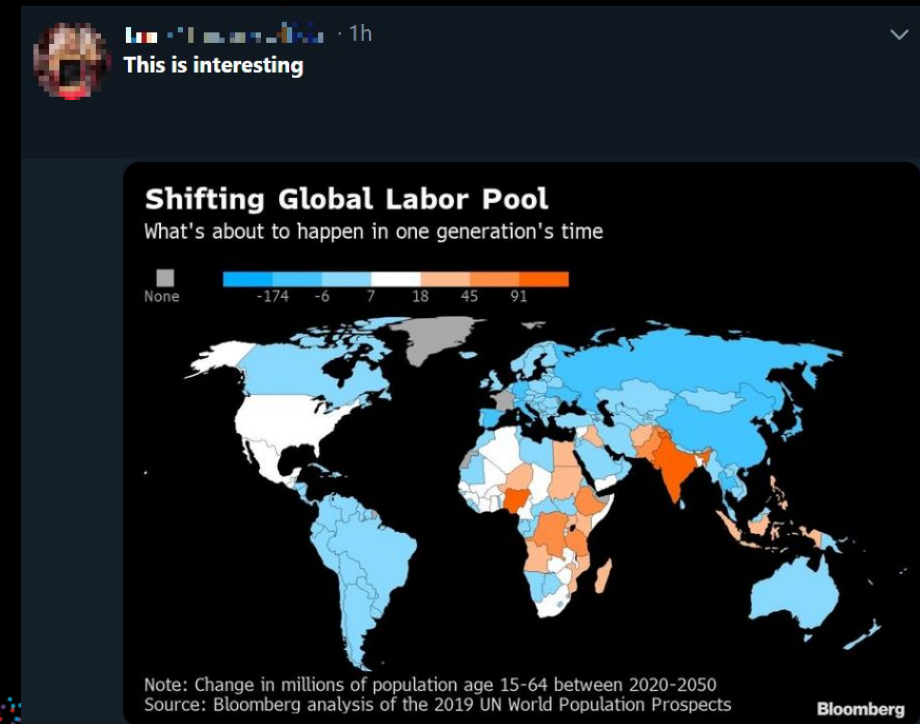 · 1h
This is interesting
Shifting Global Labor Pool
What's about to happen in one generation's time
None -174 -6 7 18 45 91
Note: Change in millions of population age 15-64 between 2020-2050
Source: Bloomberg analysis of the 2019 UN World Population Prospects
Bloomberg